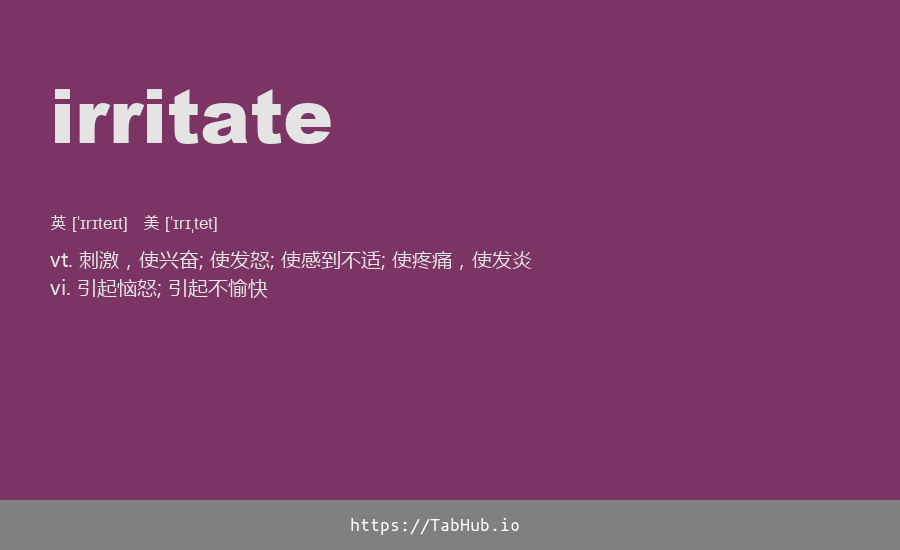 irritate
英 [ˈɪrɪteɪt] 美 [ˈɪrɪˌtet]
vt. 刺激，使兴奋; 使发怒; 使感到不适; 使疼痛，使发炎
vi. 引起恼怒; 引起不愉快
https://TabHub.io